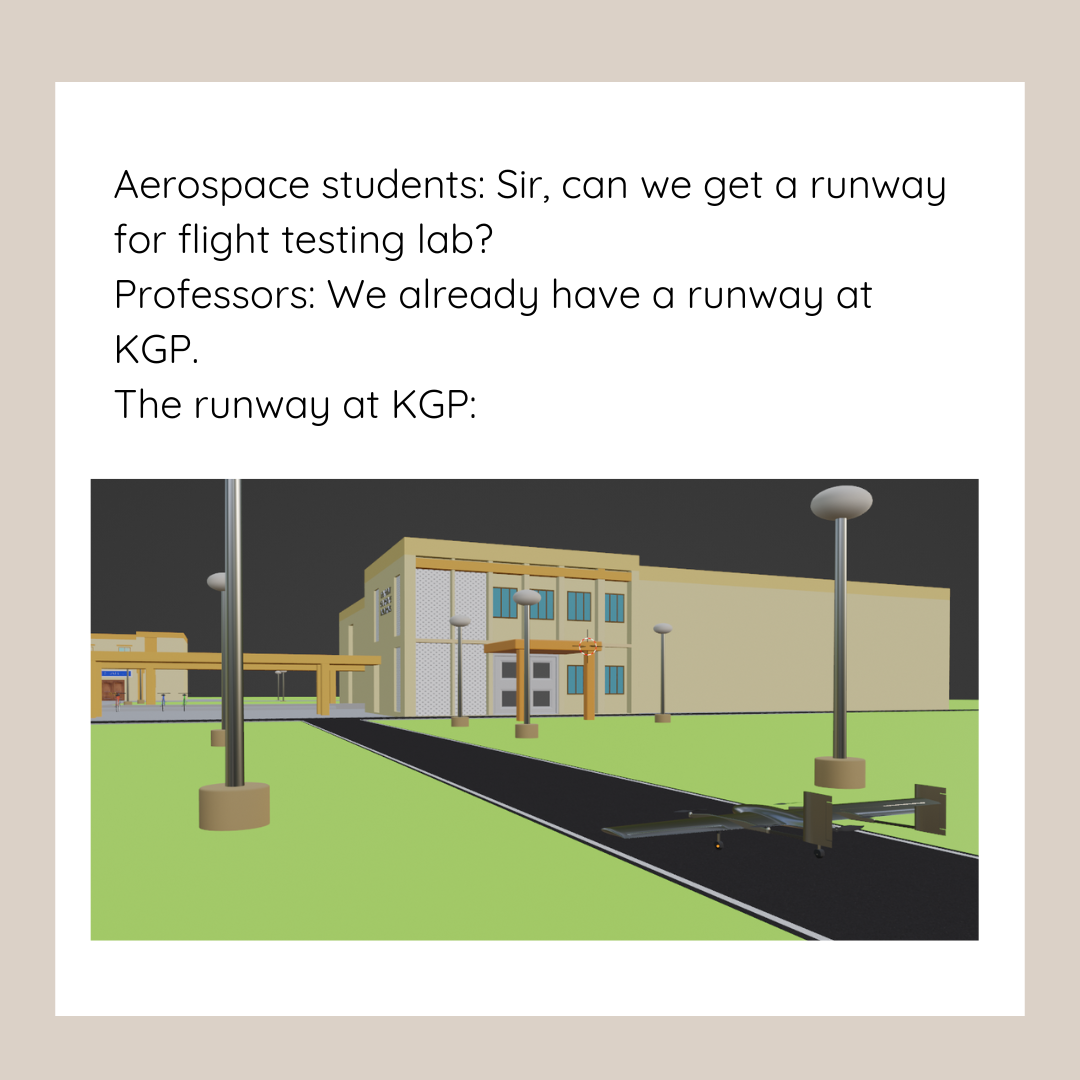 Aerospace students: Sir, can we get a runway
for flight testing lab?
Professors: We already have a runway at
KGP.
The runway at KGP: